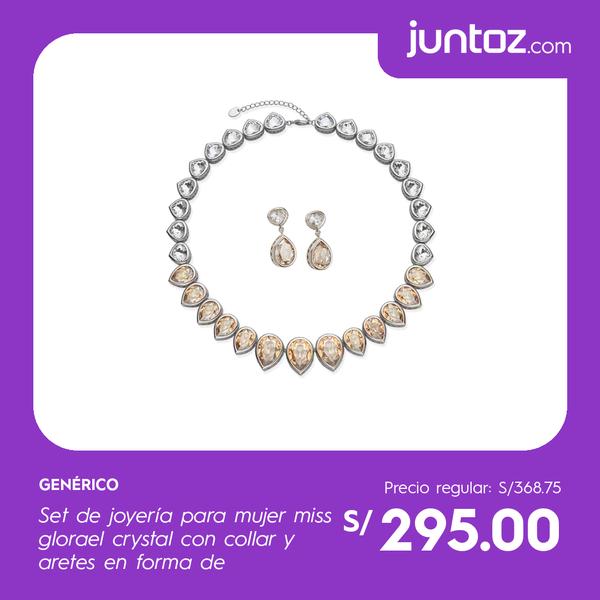 juntoz.com
GENÉRICO
Set de joyería para mujer miss
glorael crystal con collar y
aretes en forma de
Precio regular: S/368.75
S/ 295.00